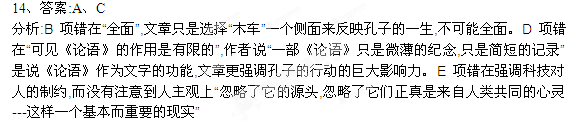 14、答案:A、C
分析:B 项错在“全面”,文章只是选择“木车”一个侧面来反映孔子的一生,不可能全面。D 项错
在“可见《论语》的作用是有限的”,作者说“一部《论语》只是微薄的纪念,只是简短的记录”
是说《论语》作为文字的功能,文章更强调孔子的行动的巨大影响力。E 项错在强调科技对
人的制约,而没有注意到人主观上“忽略了它的源头,忽略了它们正真是来自人类共同的心灵
---这样一个基本而重要的现实”